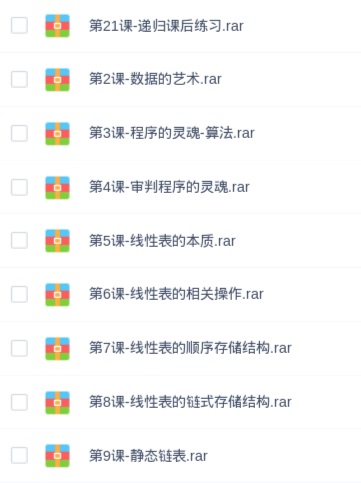 第21课-递归课后练习.rar
第2课-数据的艺术.rar
第3课-程序的灵魂-算法.rar
第4课-审判程序的灵魂.rar
第5课-线性表的本质.rar
第6课-线性表的相关操作.rar
第7课-线性表的顺序存储结构.rar
第8课-线性表的链式存储结构.rar
第9课-静态链表.rar